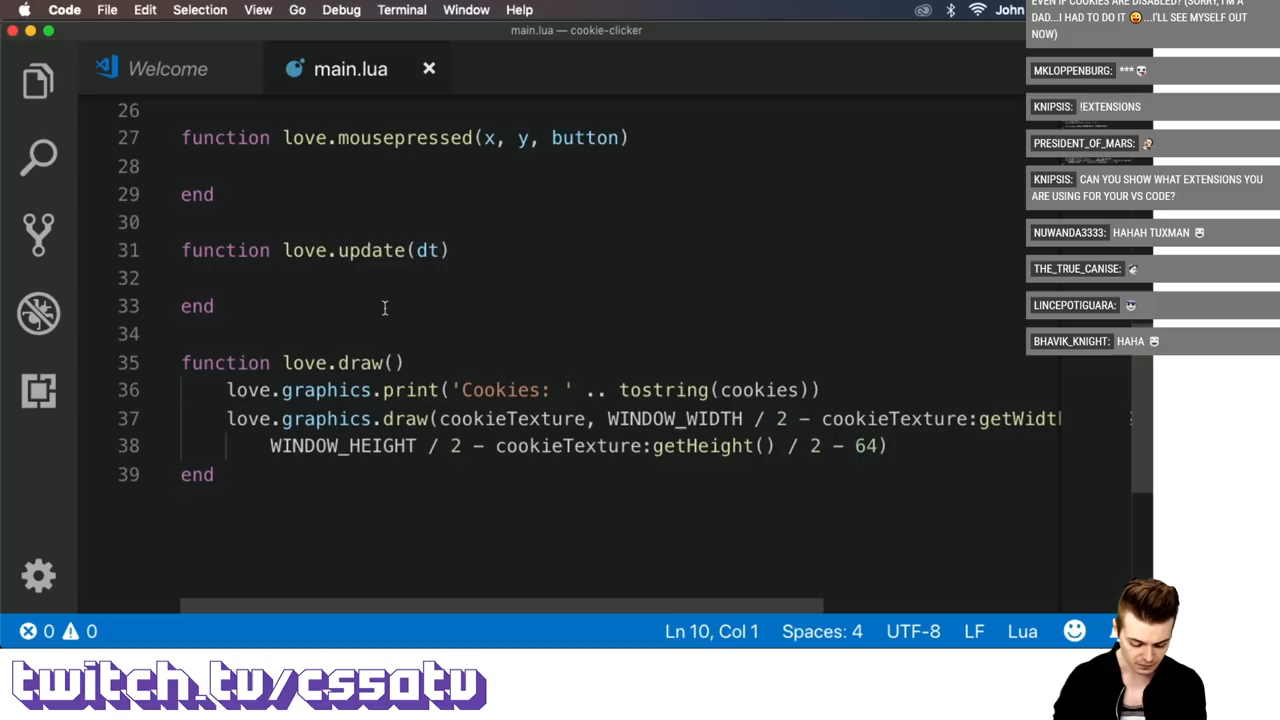 Code File Edit Selection View Go Debug Terminal Window Help John
main.lua — cookie-clicker
Welcome main.lua
26
27 function love.mousepressed(x, y, button)
28
29 end
30
31 function love.update(dt)
32
33 end
34
35 function love.draw()
36 love.graphics.print('Cookies: ' .. tostring(cookies))
37 love.graphics.draw(cookieTexture, WINDOW_WIDTH / 2 - cookieTexture:getWidth
38 WINDOW_HEIGHT / 2 - cookieTexture:getHeight() / 2 - 64)
39 end
0 0 Ln 10, Col 1 Spaces: 4 UTF-8 LF Lua
EVEN IF COOKIES ARE DISABLED? (SORRY, I'M A
DAD...I HAD TO DO IT 😛...I'LL SEE MYSELF OUT
NOW)
MKLOPPENBURG: ***
KNIPSIS: !EXTENSIONS
PRESIDENT_OF_MARS:
KNIPSIS: CAN YOU SHOW WHAT EXTENSIONS YOU
ARE USING FOR YOUR VS CODE?
NUWANDA3333: HAHAH TUXMAN
THE_TRUE_CANISE:
LINCEPOTIGUARA:
BHAVIK_KNIGHT: HAHA
twitch.tv/cs50tv